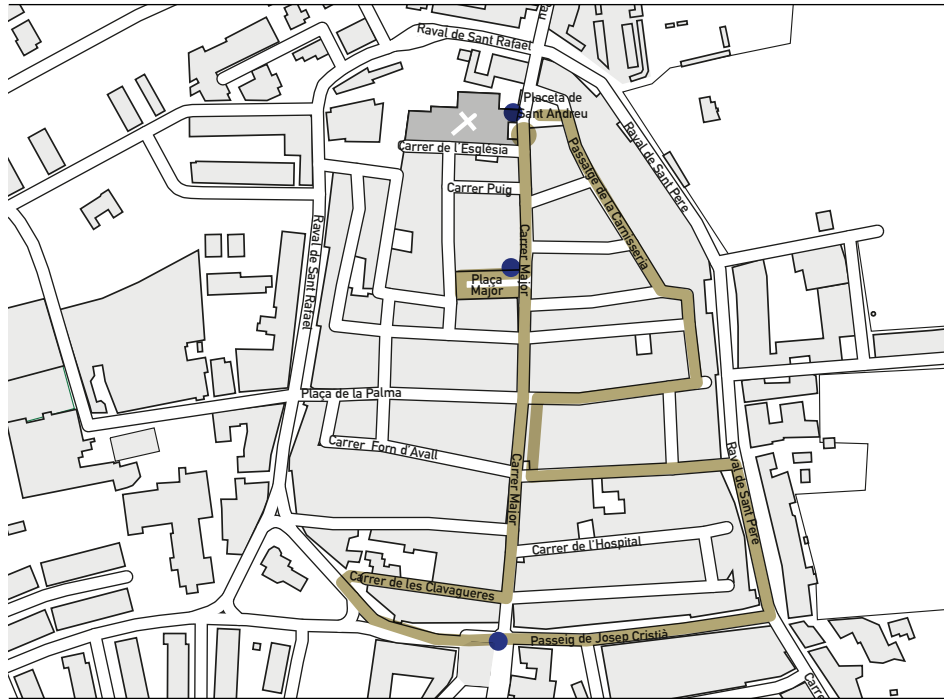 Raval de Sant Rafael
Placeta de
Sant Andreu
Carrer de l'Església
Raval de Sant Pere
Passatge de la Carnisseria
Carrer Puig
Raval de Sant Rafael
Carrer Major
Plaça
Major
Plaça de la Palma
Carrer Forn d'Avall
Carrer Major
Raval de Sant Pere
Carrer de l'Hospital
Carrer de les Clavagueres
Passeig de Josep Cristià